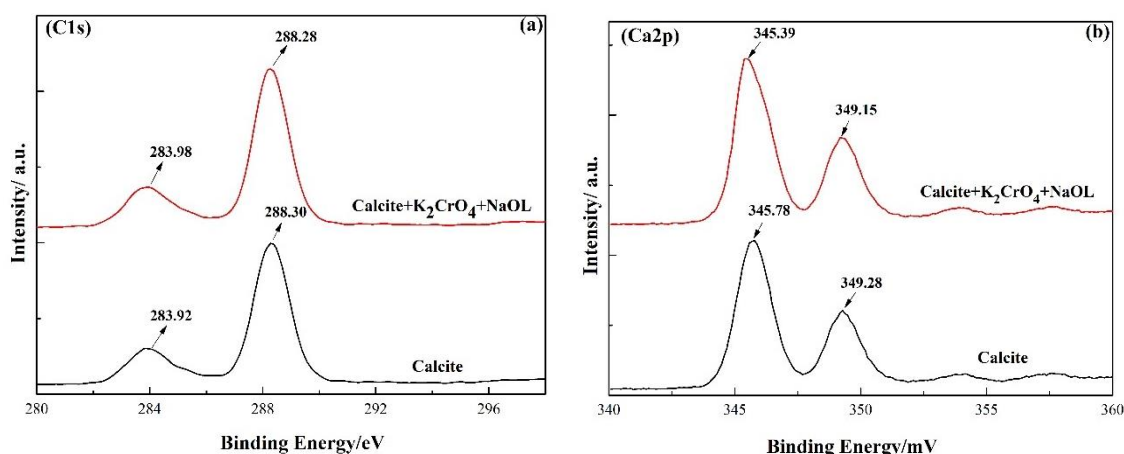 (C1s)
(a)
288.28
283.98
Calcite+K₂CrO₄+NaOL
288.30
283.92
Calcite
Intensity/ a.u.
280 284 288 292 296
Binding Energy/eV
(Ca2p)
(b)
345.39
349.15
Calcite+K₂CrO₄+NaOL
345.78
349.28
Calcite
Intensity/ a.u.
340 345 350 355 360
Binding Energy/mV